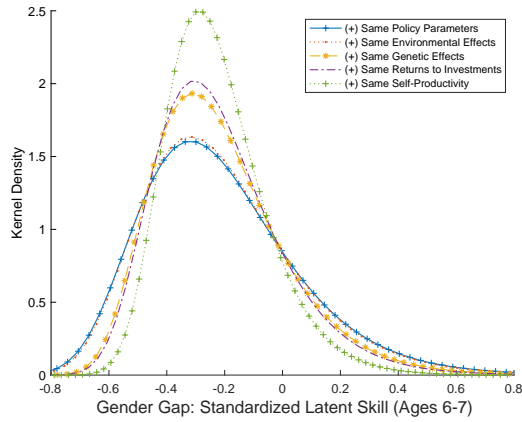 2.5
2
1.5
1
0.5
0
Kernel Density
(+) Same Policy Parameters
(+) Same Environmental Effects
(+) Same Genetic Effects
(+) Same Returns to Investments
(+) Same Self-Productivity
-0.8 -0.6 -0.4 -0.2 0 0.2 0.4 0.6 0.8
Gender Gap: Standardized Latent Skill (Ages 6-7)